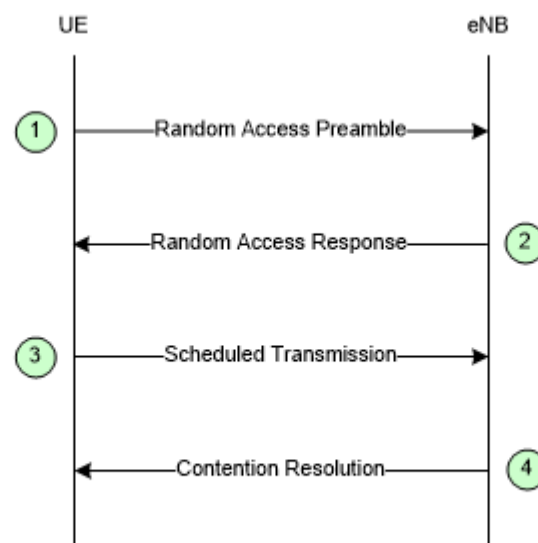 UE
eNB
1
Random Access Preamble
Random Access Response
2
3
Scheduled Transmission
Contention Resolution
4